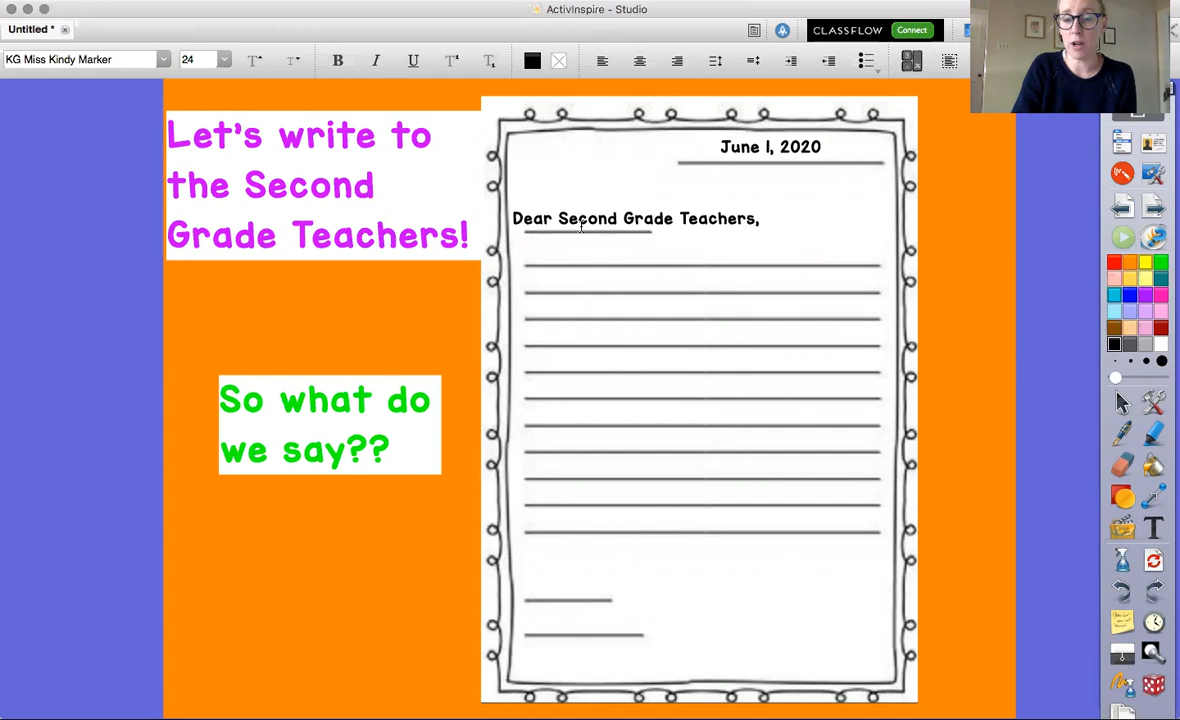 ActivInspire - Studio
Untitled *
CLASSFLOW
Connect
KG Miss Kindy Marker
24
B
I
U
Let's write to
the Second
Grade Teachers!
June 1, 2020
Dear Second Grade Teachers,
So what do
we say??